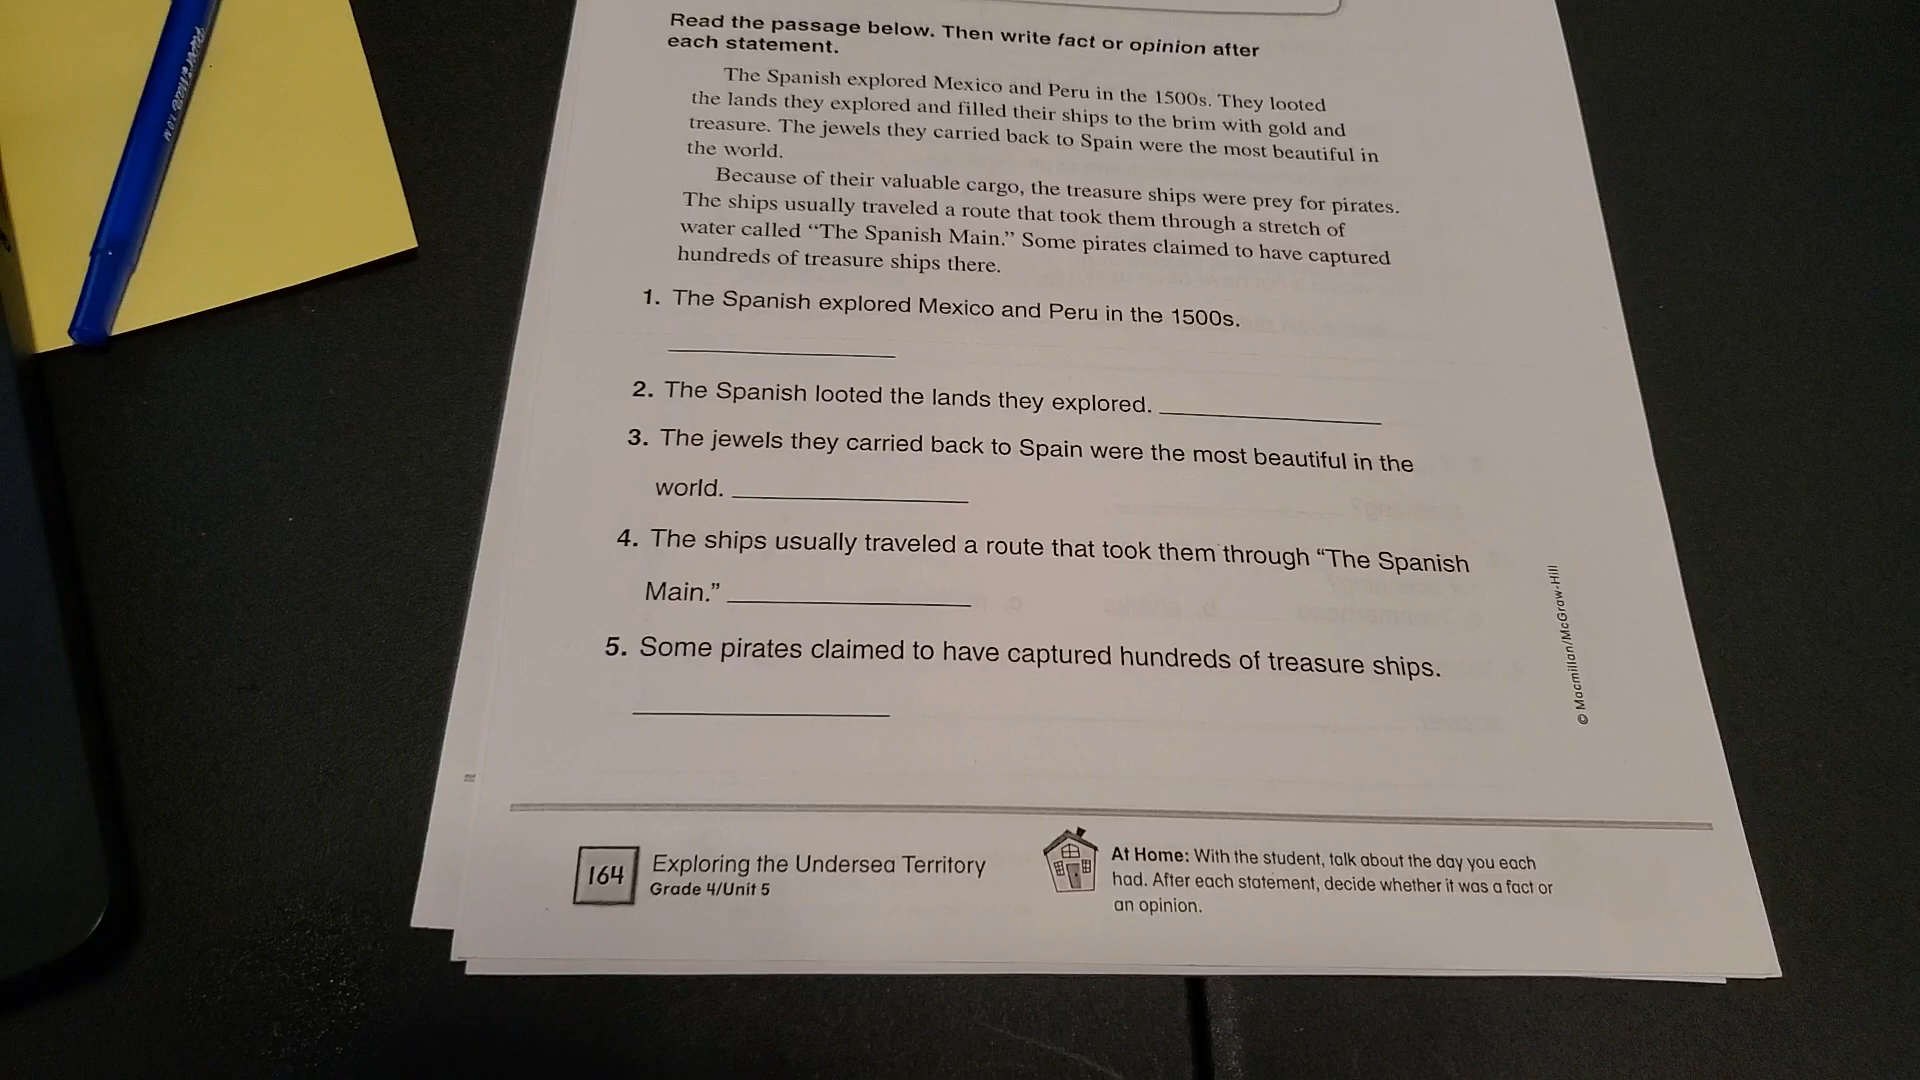 Read the passage below. Then write fact or opinion after
each statement.
The Spanish explored Mexico and Peru in the 1500s. They looted
the lands they explored and filled their ships to the brim with gold and
treasure. The jewels they carried back to Spain were the most beautiful in
the world.
Because of their valuable cargo, the treasure ships were prey for pirates.
The ships usually traveled a route that took them through a stretch of
water called “The Spanish Main.” Some pirates claimed to have captured
hundreds of treasure ships there.
1. The Spanish explored Mexico and Peru in the 1500s.
2. The Spanish looted the lands they explored.
3. The jewels they carried back to Spain were the most beautiful in the
world.
4. The ships usually traveled a route that took them through “The Spanish
Main.”
5. Some pirates claimed to have captured hundreds of treasure ships.
© Macmillan/McGraw-Hill
164
Exploring the Undersea Territory
Grade 4/Unit 5
At Home: With the student, talk about the day you each
had. After each statement, decide whether it was a fact or
an opinion.